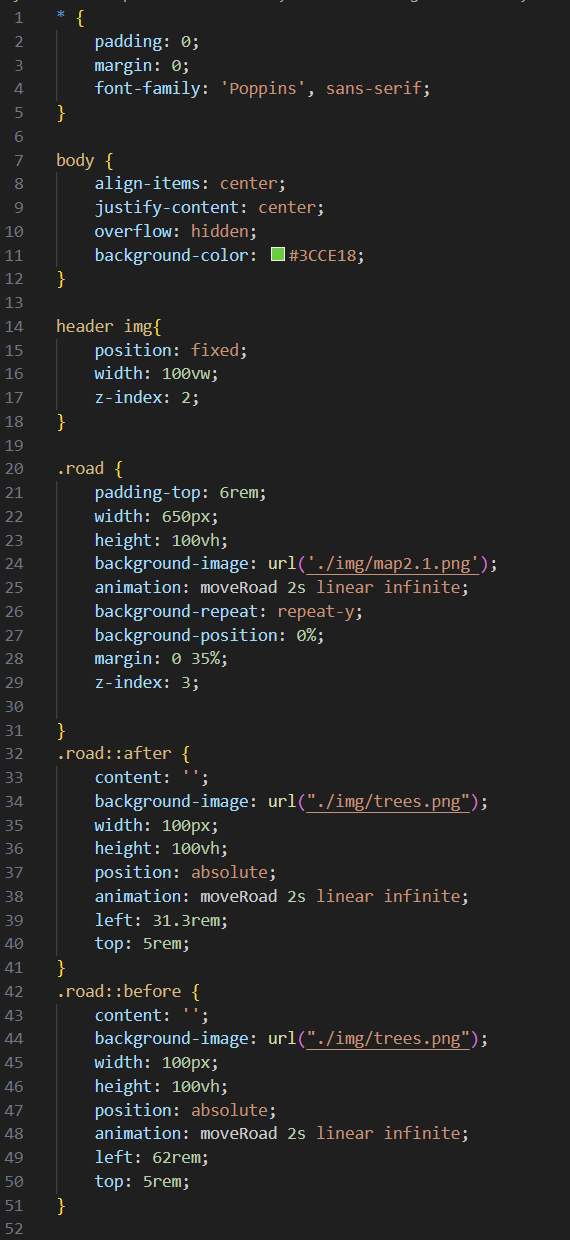 1 * {
2     padding: 0;
3     margin: 0;
4     font-family: 'Poppins', sans-serif;
5 }
6
7 body {
8     align-items: center;
9     justify-content: center;
10     overflow: hidden;
11     background-color: #3CCE18;
12 }
13
14 header img{
15     position: fixed;
16     width: 100vw;
17     z-index: 2;
18 }
19
20 .road {
21     padding-top: 6rem;
22     width: 650px;
23     height: 100vh;
24     background-image: url('./img/map2.1.png');
25     animation: moveRoad 2s linear infinite;
26     background-repeat: repeat-y;
27     background-position: 0%;
28     margin: 0 35%;
29     z-index: 3;
30
31 }
32 .road::after {
33     content: '';
34     background-image: url("./img/trees.png");
35     width: 100px;
36     height: 100vh;
37     position: absolute;
38     animation: moveRoad 2s linear infinite;
39     left: 31.3rem;
40     top: 5rem;
41 }
42 .road::before {
43     content: '';
44     background-image: url("./img/trees.png");
45     width: 100px;
46     height: 100vh;
47     position: absolute;
48     animation: moveRoad 2s linear infinite;
49     left: 62rem;
50     top: 5rem;
51 }
52